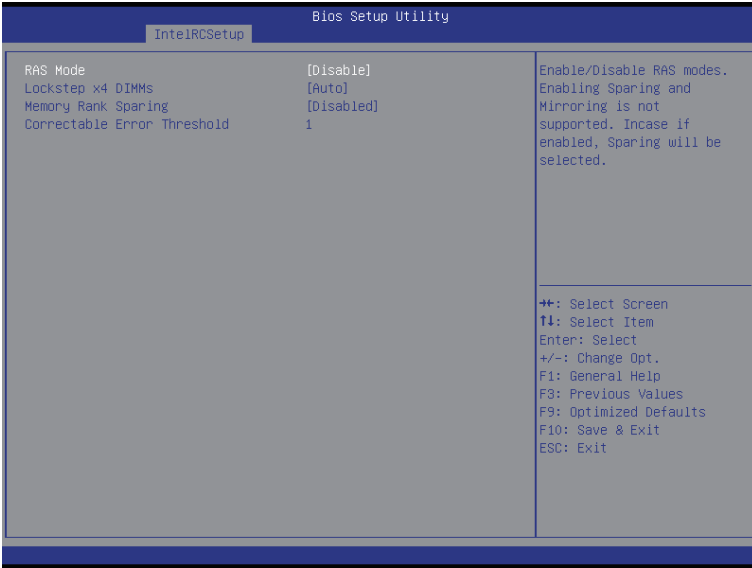 Bios Setup Utility
IntelRCSetup
RAS Mode [Disable]
Lockstep x4 DIMMs [Auto]
Memory Rank Sparing [Disabled]
Correctable Error Threshold 1
Enable/Disable RAS modes.
Enabling Sparing and
Mirroring is not
supported. Incase if
enabled, Sparing will be
selected.
→←: Select Screen
↑↓: Select Item
Enter: Select
+/-: Change Opt.
F1: General Help
F3: Previous Values
F9: Optimized Defaults
F10: Save & Exit
ESC: Exit